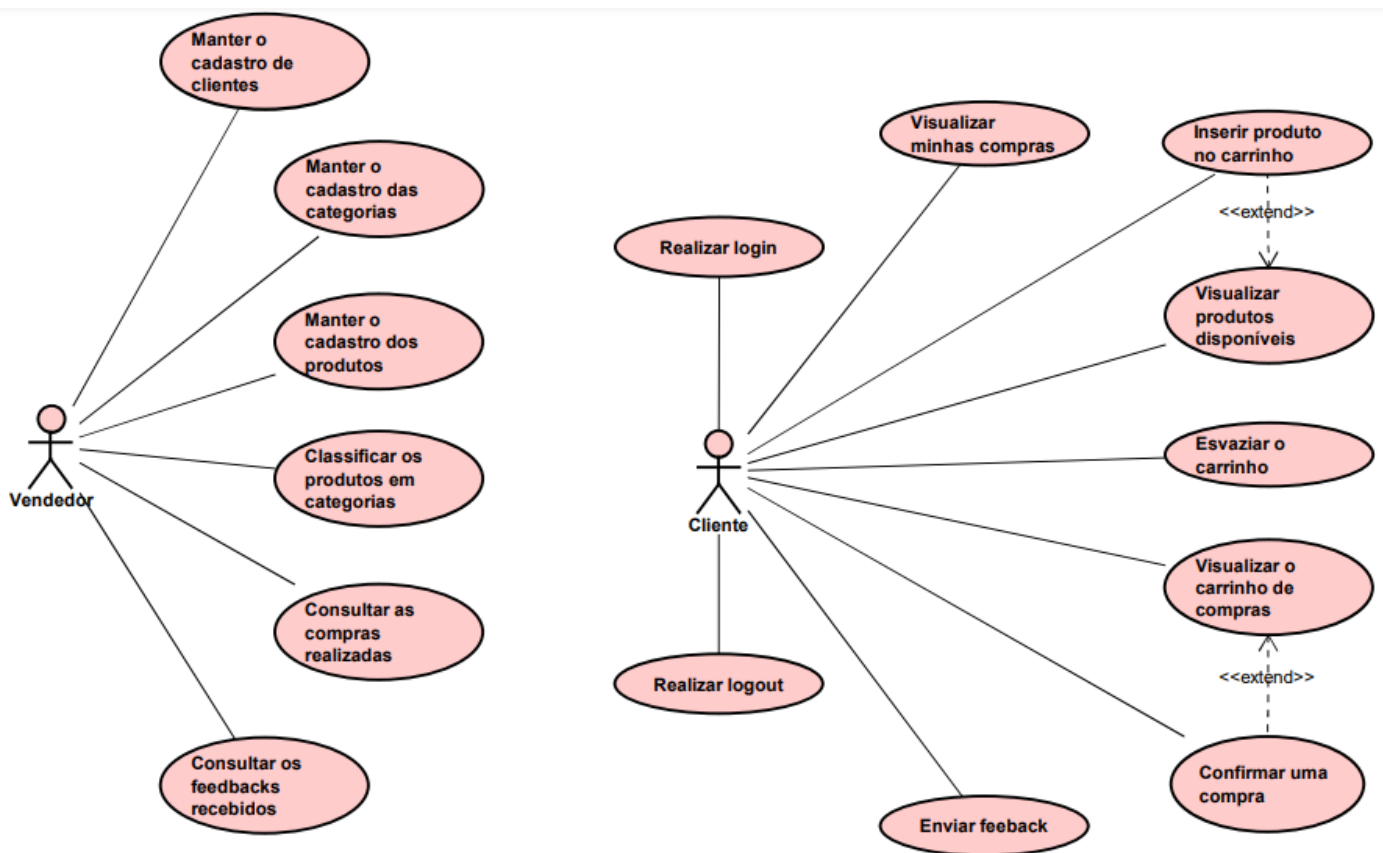 Manter o
cadastro de
clientes
Manter o
cadastro das
categorias
Manter o
cadastro dos
produtos
Classificar os
produtos em
categorias
Vendedor
Consultar as
compras
realizadas
Consultar os
feedbacks
recebidos
Visualizar
minhas compras
Inserir produto
no carrinho
<<extend>>
Realizar login
Visualizar
produtos
disponíveis
Esvaziar o
carrinho
Cliente
Visualizar o
carrinho de
compras
<<extend>>
Realizar logout
Confirmar uma
compra
Enviar feeback